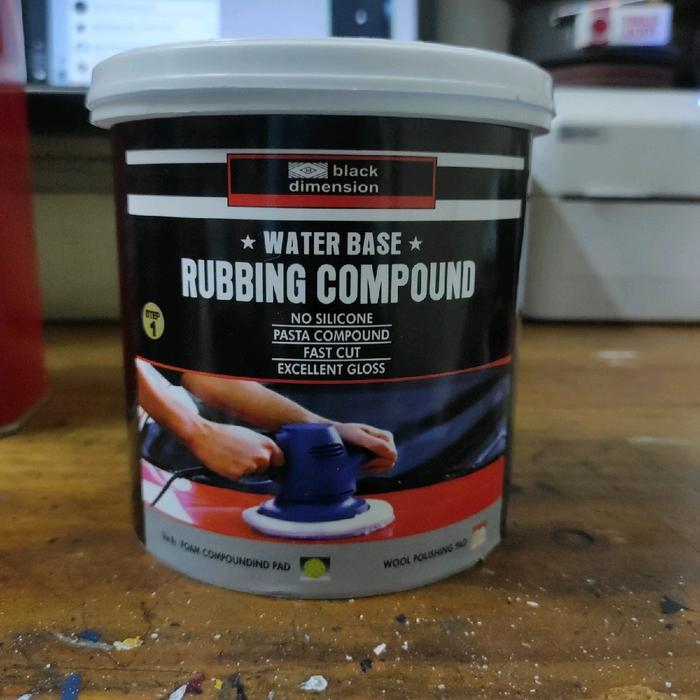 black
dimension
★ WATER BASE ★
RUBBING COMPOUND
STEP
1
NO SILICONE
PASTA COMPOUND
FAST CUT
EXCELLENT GLOSS
FOAM COMPOUNDIND PAD
WOOL POLISHING PAD